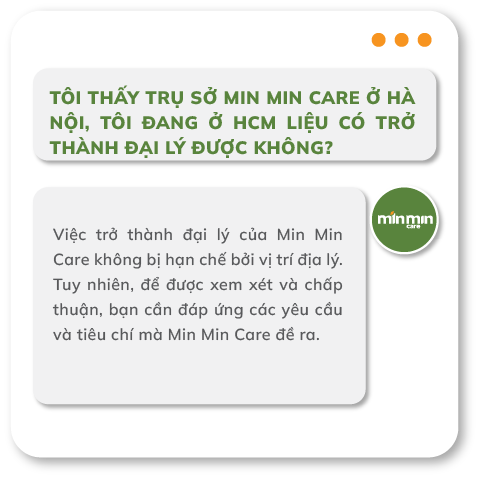 TÔI THẤY TRỤ SỞ MIN MIN CARE Ở HÀ
NỘI, TÔI ĐANG Ở HCM LIỆU CÓ TRỞ
THÀNH ĐẠI LÝ ĐƯỢC KHÔNG?
minmin
care
Việc trở thành đại lý của Min Min
Care không bị hạn chế bởi vị trí địa lý.
Tuy nhiên, để được xem xét và chấp
thuận, bạn cần đáp ứng các yêu cầu
và tiêu chí mà Min Min Care đề ra.